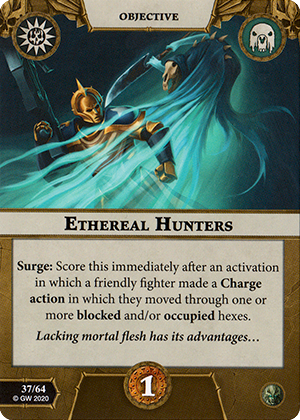 OBJECTIVE
ETHEREAL HUNTERS
Surge: Score this immediately after an activation
in which a friendly fighter made a Charge
action in which they moved through one or
more blocked and/or occupied hexes.
Lacking mortal flesh has its advantages…
37/64
© GW 2020
1